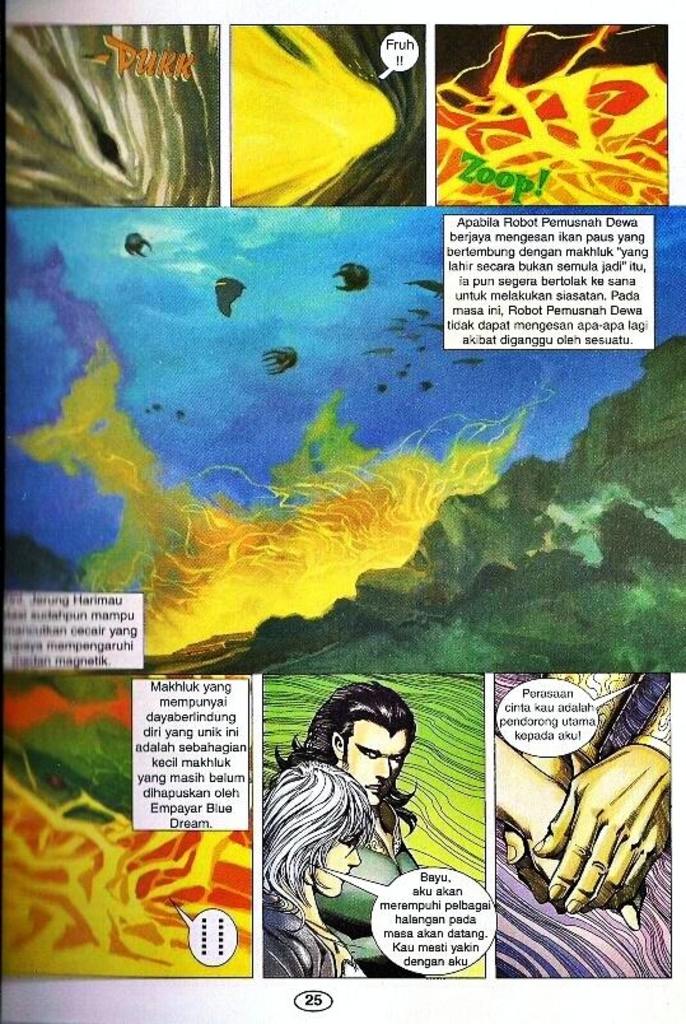 PUKK
Fruh
!!
Zoop!
Apabila Robot Pemusnah Dewa
berjaya mengesan ikan paus yang
bertembung dengan makhluk "yang
lahir secara bukan semula jadi" itu,
ia pun segera bertolak ke sana
untuk melakukan siasatan. Pada
masa ini, Robot Pemusnah Dewa
tidak dapat mengesan apa-apa lagi
akibat diganggu oleh sesuatu.
Jerung Harimau
mampu
cecair yang
mempengaruhi
magnetik.
Makhluk yang
mempunyai
dayaberlindung
diri yang unik ini
adalah sebahagian
kecil makhluk
yang masih belum
dihapuskan oleh
Empayar Blue
Dream.
Bayu,
aku akan
merempuhi pelbagai
halangan pada
masa akan datang.
Kau mesti yakin
dengan aku
Perasaan
cinta kau adalah
pendorong utama
kepada aku!
25